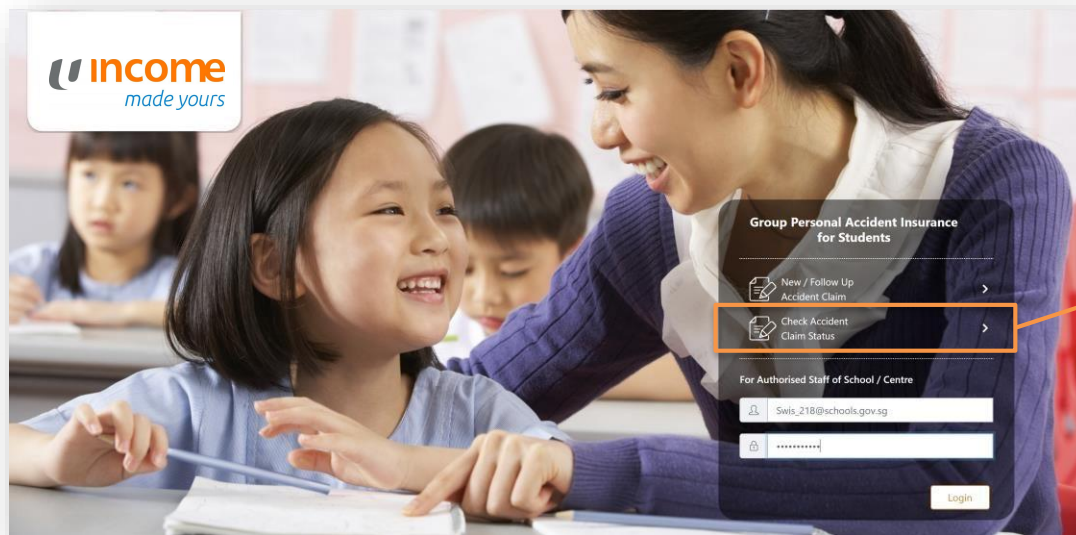 income
made yours
Group Personal Accident Insurance
for Students
New / Follow Up
Accident Claim
Check Accident
Claim Status
For Authorised Staff of School / Centre
Swis_218@schools.gov.sg
•••••••••••
Login